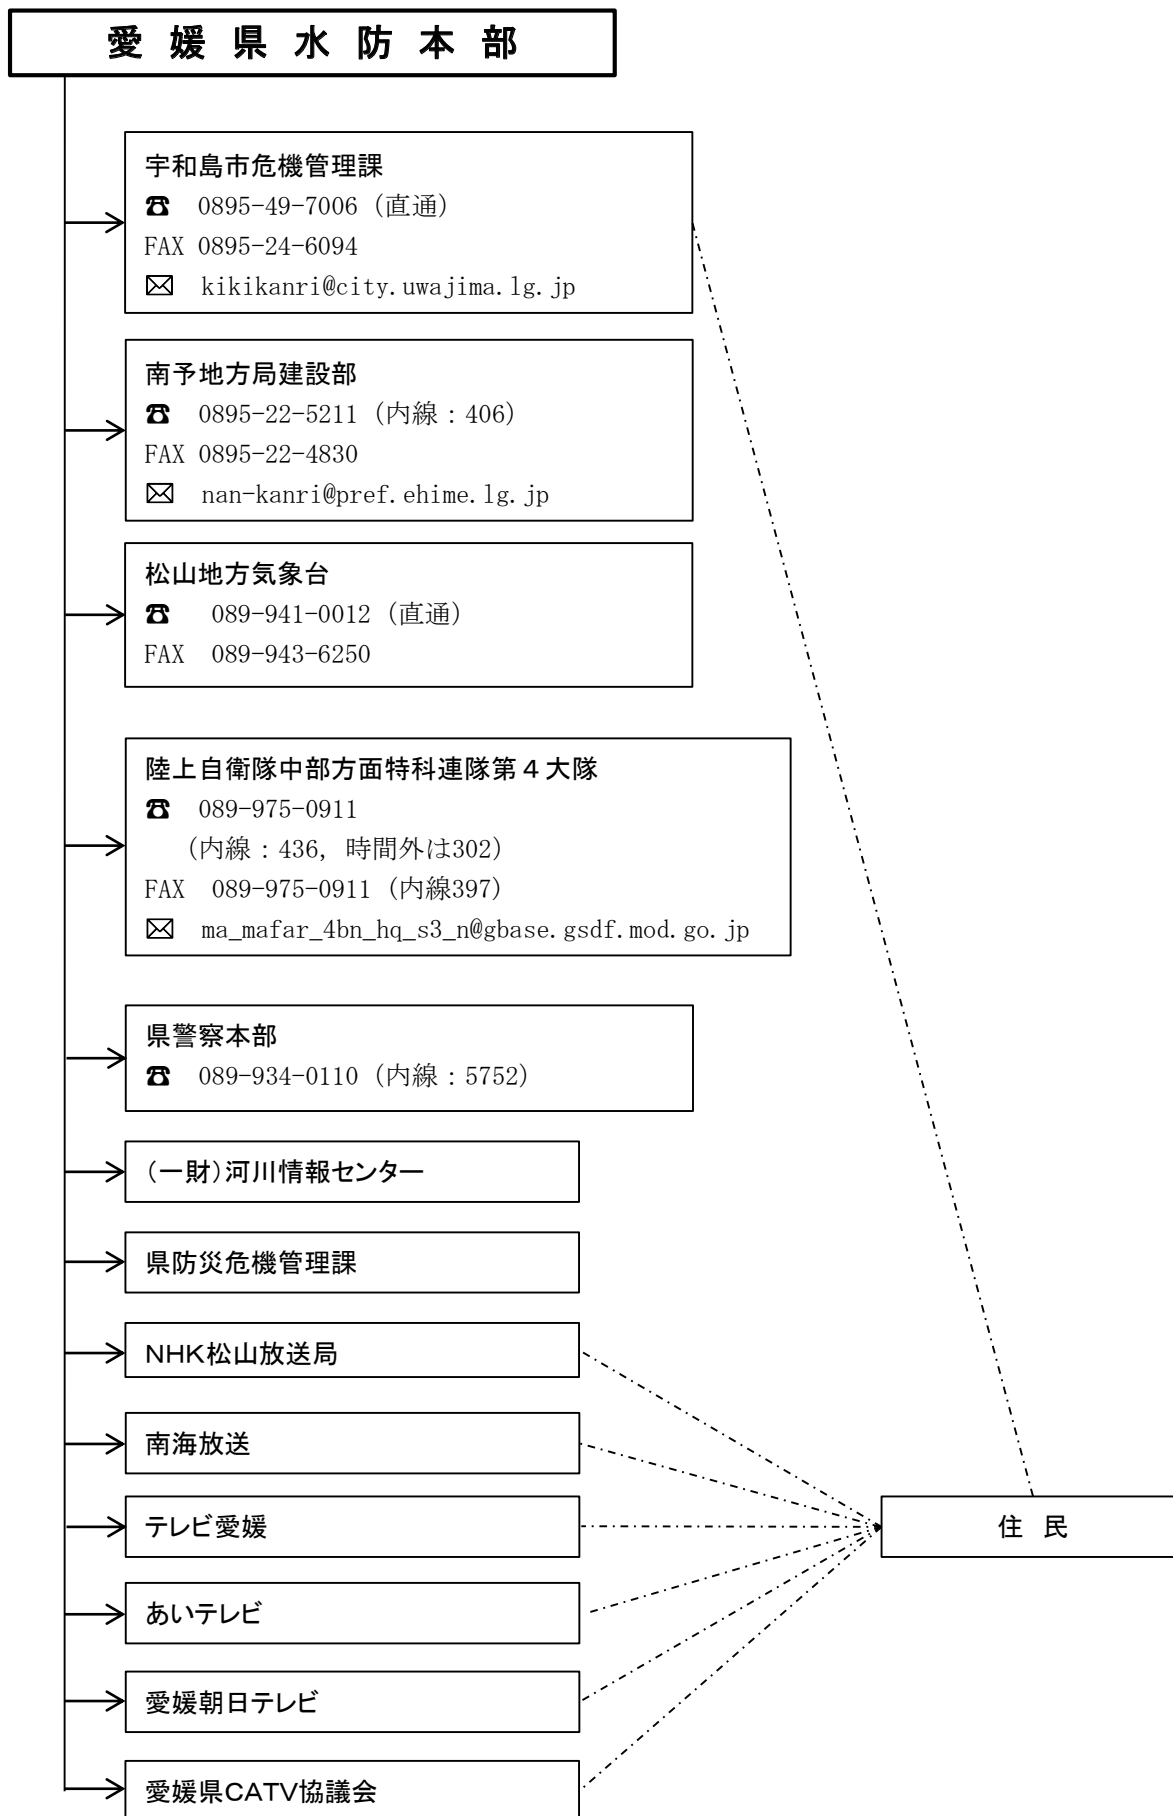 愛媛県水防本部
宇和島市危機管理課
☎ 0895-49-7006（直通）
FAX 0895-24-6094
✉ kikikanri@city.uwajima.lg.jp
南予地方局建設部
☎ 0895-22-5211（内線：406）
FAX 0895-22-4830
✉ nan-kanri@pref.ehime.lg.jp
松山地方気象台
☎ 089-941-0012（直通）
FAX 089-943-6250
陸上自衛隊中部方面特科連隊第４大隊
☎ 089-975-0911
（内線：436，時間外は302）
FAX 089-975-0911（内線397）
✉ ma_mafar_4bn_hq_s3_n@gbase.gsdf.mod.go.jp
県警察本部
☎ 089-934-0110（内線：5752）
（一財）河川情報センター
県防災危機管理課
NHK松山放送局
南海放送
テレビ愛媛
住民
あいテレビ
愛媛朝日テレビ
愛媛県CATV協議会